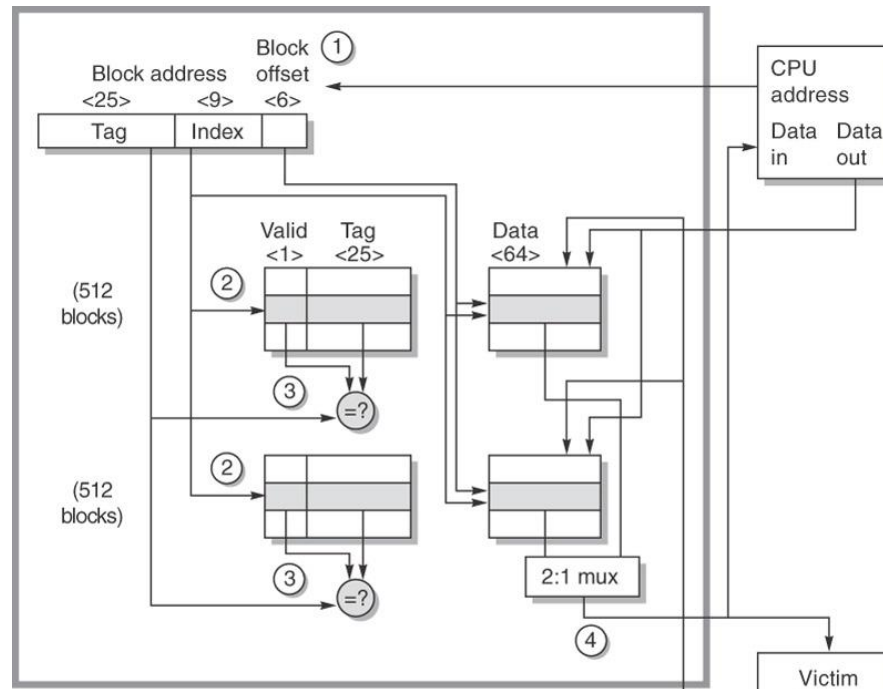 Block
offset
1
Block address
<25>
<9>
<6>
Tag
Index
CPU
address
Data
in
Data
out
Valid
<1>
Tag
<25>
Data
<64>
(512
blocks)
2
3
=?
(512
blocks)
2
3
=?
2:1 mux
4
Victim